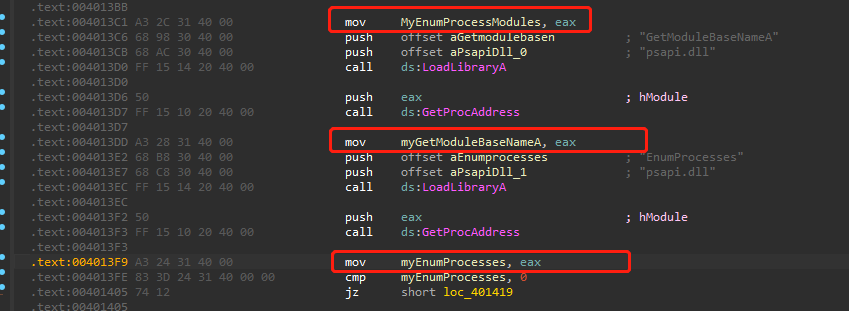 .text:004013BB
.text:004013C1 A3 2C 31 40 00 mov MyEnumProcessModules, eax
.text:004013C6 68 98 30 40 00 push offset aGetmodulebasen ; "GetModuleBaseNameA"
.text:004013CB 68 AC 30 40 00 push offset aPsapiDll_0 ; "psapi.dll"
.text:004013D0 FF 15 14 20 40 00 call ds:LoadLibraryA
.text:004013D0
.text:004013D6 50 push eax ; hModule
.text:004013D7 FF 15 10 20 40 00 call ds:GetProcAddress
.text:004013D7
.text:004013DD A3 28 31 40 00 mov myGetModuleBaseNameA, eax
.text:004013E2 68 B8 30 40 00 push offset aEnumprocesses ; "EnumProcesses"
.text:004013E7 68 C8 30 40 00 push offset aPsapiDll_1 ; "psapi.dll"
.text:004013EC FF 15 14 20 40 00 call ds:LoadLibraryA
.text:004013EC
.text:004013F2 50 push eax ; hModule
.text:004013F3 FF 15 10 20 40 00 call ds:GetProcAddress
.text:004013F3
.text:004013F9 A3 24 31 40 00 mov myEnumProcesses, eax
.text:004013FE 83 3D 24 31 40 00 00 cmp myEnumProcesses, 0
.text:00401405 74 12 jz short loc_401419
.text:00401405